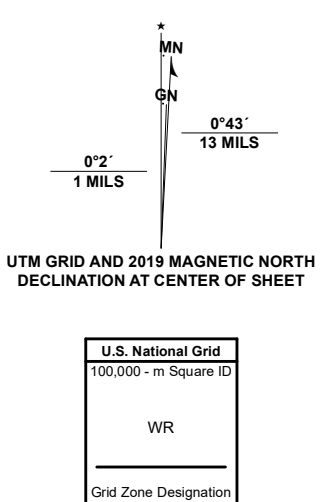 ★
MN
GN
0°43´
13 MILS
0°2´
1 MILS
UTM GRID AND 2019 MAGNETIC NORTH
DECLINATION AT CENTER OF SHEET
U.S. National Grid
100,000 - m Square ID
WR
Grid Zone Designation